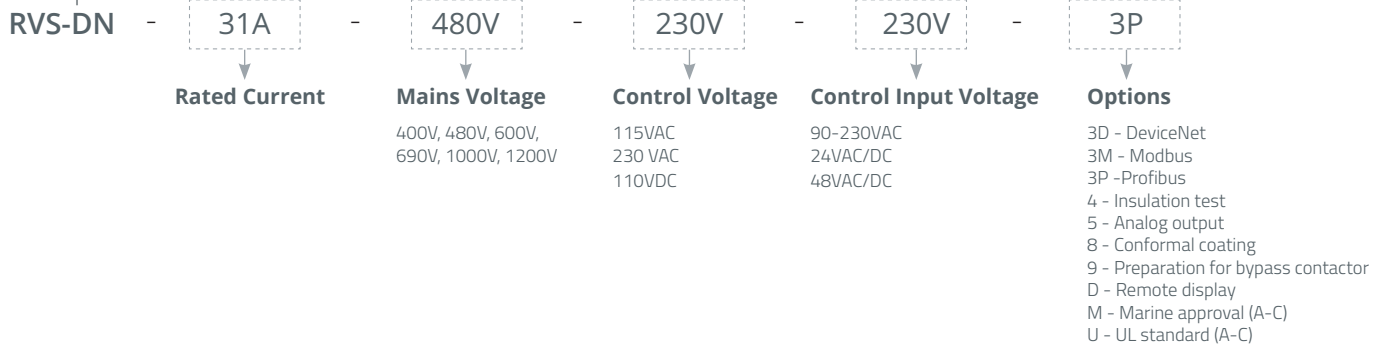 RVS-DN - 31A - 480V - 230V - 230V - 3P
Rated Current
Mains Voltage
400V, 480V, 600V,
690V, 1000V, 1200V
Control Voltage
115VAC
230 VAC
110VDC
Control Input Voltage
90-230VAC
24VAC/DC
48VAC/DC
Options
3D - DeviceNet
3M - Modbus
3P -Profibus
4 - Insulation test
5 - Analog output
8 - Conformal coating
9 - Preparation for bypass contactor
D - Remote display
M - Marine approval (A-C)
U - UL standard (A-C)